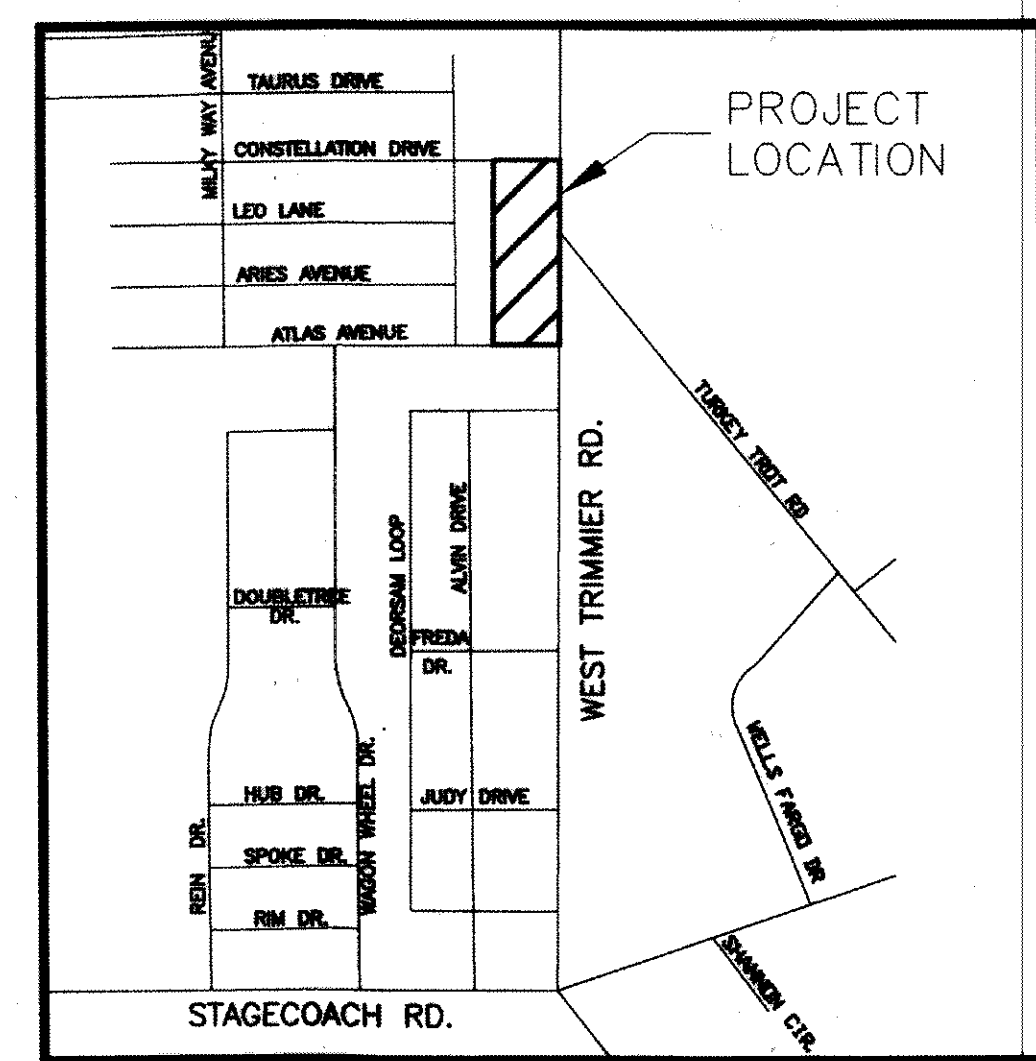 MILKY WAY AVENU
TAURUS DRIVE
CONSTELLATION DRIVE
LEO LANE
ARIES AVENUE
ATLAS AVENUE
PROJECT
LOCATION
TURKEY TROT RD
WEST TRIMMIER RD.
DEORSAM LOOP
ALVIN DRIVE
DOUBLETREE
DR.
FREDA
DR.
WELLS FARGO DR
REIN DR.
HUB DR.
SPOKE DR.
RIM DR.
WAGON WHEEL DR.
JUDY DRIVE
SHANNON CIR.
STAGECOACH RD.